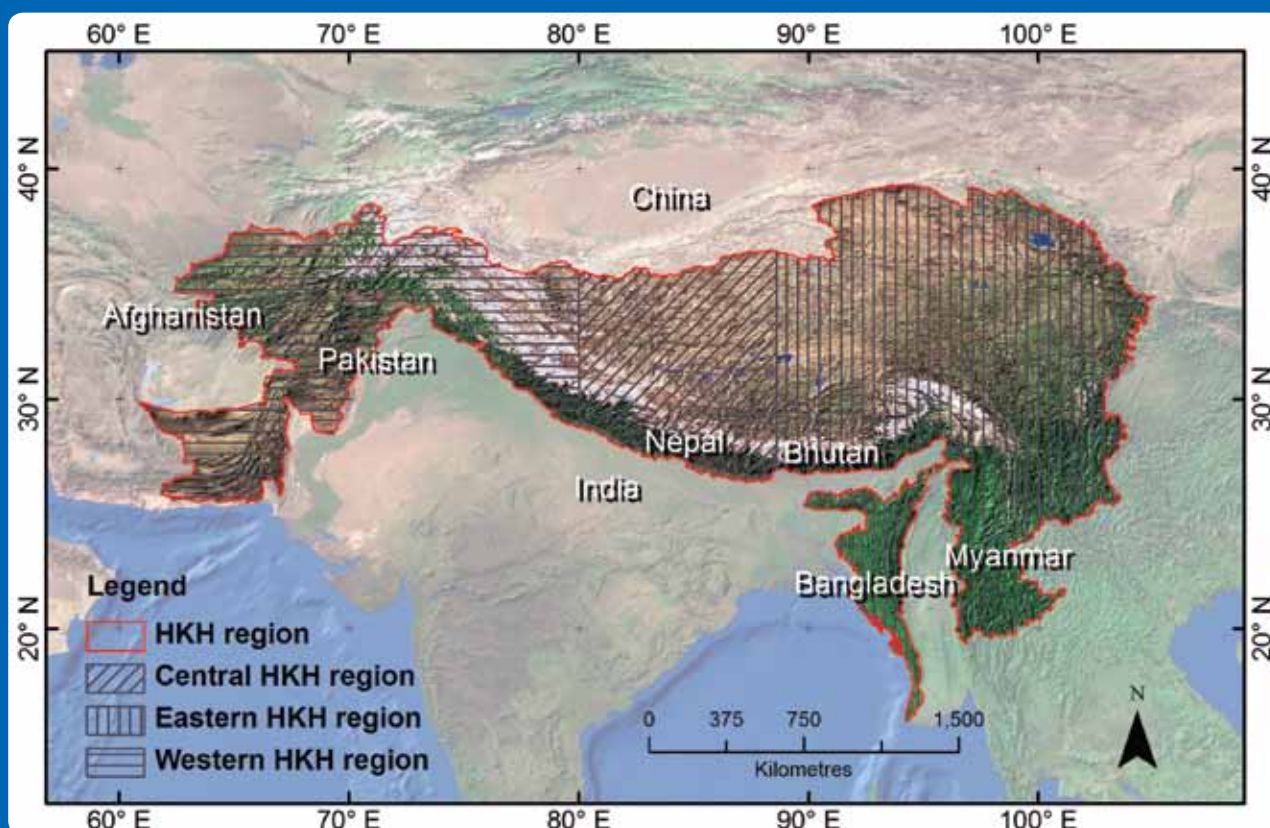 60° E 70° E 80° E 90° E 100° E
40° N 40° N
China
Afghanistan
Pakistan
30° N 30° N
Nepal
Bhutan
India
Myanmar
Bangladesh
20° N 20° N
Legend
HKH region
Central HKH region
Eastern HKH region
Western HKH region
0 375 750 1,500
Kilometres
N
60° E 70° E 80° E 90° E 100° E